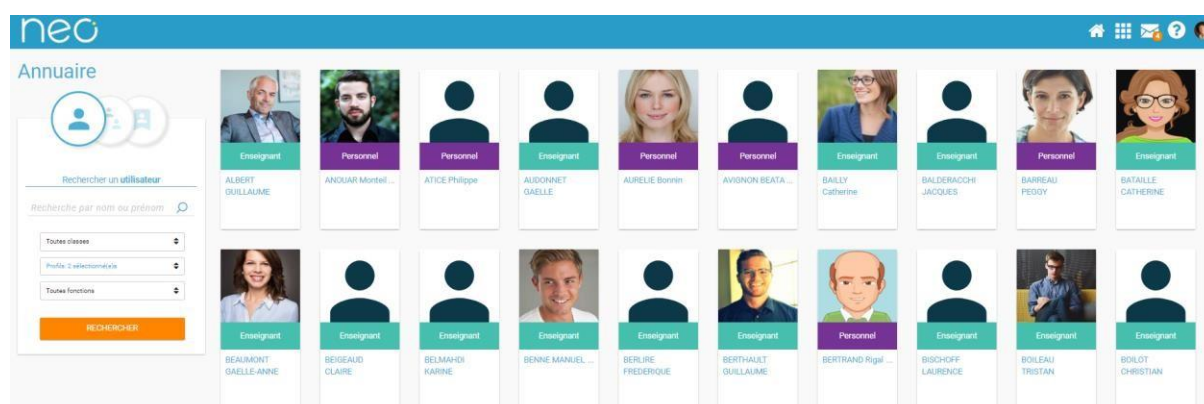 neo
4
Annuaire
Rechercher un utilisateur
Recherche par nom ou prénom
Toutes classes
Profils: 2 sélectionné(e)s
Toutes fonctions
RECHERCHER
Enseignant
ALBERT
GUILLAUME
Personnel
ANOUAR Monteil ...
Personnel
ATICE Philippe
Enseignant
AUDONNET
GAELLE
Personnel
AURELIE Bonnin
Personnel
AVIGNON BEATA ...
Enseignant
BAILLY
Catherine
Enseignant
BALDERACCHI
JACQUES
Personnel
BARREAU
PEGGY
Enseignant
BATAILLE
CATHERINE
Enseignant
BEAUMONT
GAELLE-ANNE
Enseignant
BEIGEAUD
CLAIRE
Enseignant
BELMAHDI
KARINE
Enseignant
BENNE MANUEL ...
Enseignant
BERLIRE
FREDERIQUE
Enseignant
BERTHAULT
GUILLAUME
Personnel
BERTRAND Rigal ...
Enseignant
BISCHOFF
LAURENCE
Enseignant
BOILEAU
TRISTAN
Enseignant
BOILOT
CHRISTIAN